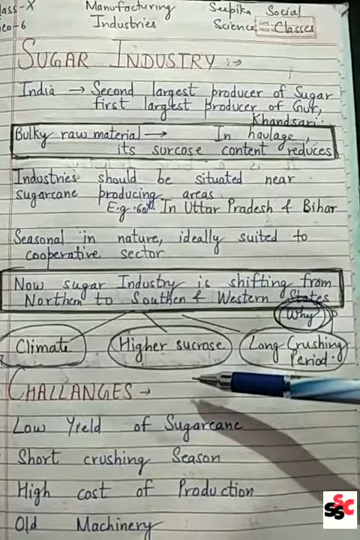 Class-X Manufacturing Deepika Social
Eco-6 Industries Science Classes
SUGAR INDUSTRY :→
India → Second largest producer of Sugar
first largest producer of Gur,
Khandsari.
Bulky raw material → In haulage,
its surcose content reduces
Industries should be situated near
sugarcane producing areas
E.g. 60% In Uttar Pradesh & Bihar
Seasonal in nature, ideally suited to
cooperative sector
Now sugar Industry is shifting from
Northern to Southern & Western States
Why
Climate Higher sucrose Long Crushing
Period.
CHALLANGES →
Low Yield of Sugarcane
Short crushing Season
High cost of Production
Old Machinery
SSC